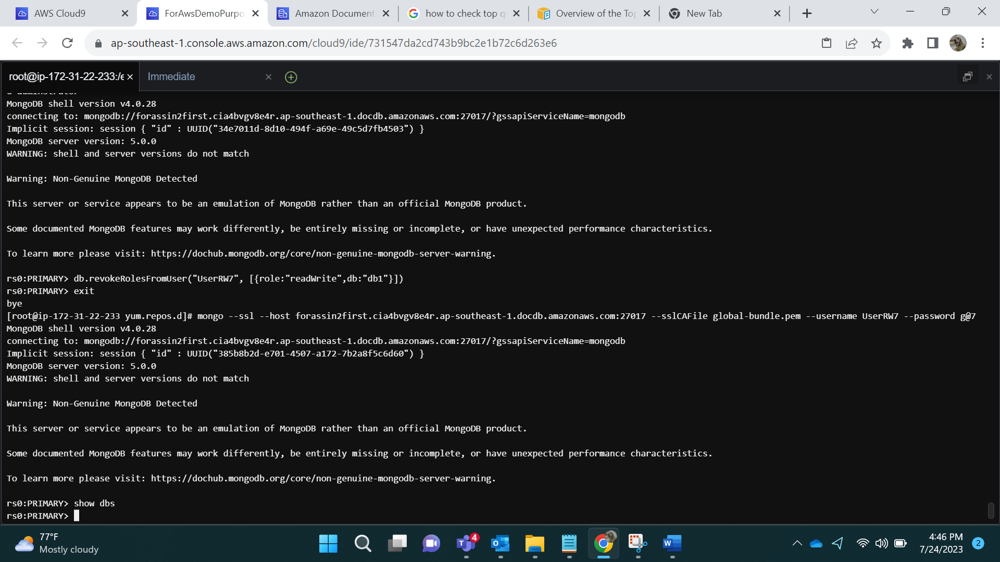 AWS Cloud9
ForAwsDemoPurpo
Amazon Document
how to check top q
Overview of the Top
New Tab
ap-southeast-1.console.aws.amazon.com/cloud9/ide/731547da2cd743b9bc2e1b72c6d263e6
root@ip-172-31-22-233:/e
Immediate
MongoDB shell version v4.0.28
connecting to: mongodb://forassin2first.cia4bvgv8e4r.ap-southeast-1.docdb.amazonaws.com:27017/?gssapiServiceName=mongodb
Implicit session: session { "id" : UUID("34e7011d-8d10-494f-a69e-49c5d7fb4503") }
MongoDB server version: 5.0.0
WARNING: shell and server versions do not match
Warning: Non-Genuine MongoDB Detected
This server or service appears to be an emulation of MongoDB rather than an official MongoDB product.
Some documented MongoDB features may work differently, be entirely missing or incomplete, or have unexpected performance characteristics.
To learn more please visit: https://dochub.mongodb.org/core/non-genuine-mongodb-server-warning.
rs0:PRIMARY> db.revokeRolesFromUser("UserRW7", [{role:"readWrite",db:"db1"}])
rs0:PRIMARY> exit
bye
[root@ip-172-31-22-233 yum.repos.d]# mongo --ssl --host forassin2first.cia4bvgv8e4r.ap-southeast-1.docdb.amazonaws.com:27017 --sslCAFile global-bundle.pem --username UserRW7 --password g@7
MongoDB shell version v4.0.28
connecting to: mongodb://forassin2first.cia4bvgv8e4r.ap-southeast-1.docdb.amazonaws.com:27017/?gssapiServiceName=mongodb
Implicit session: session { "id" : UUID("385b8b2d-e701-4507-a172-7b2a8f5c6d60") }
MongoDB server version: 5.0.0
WARNING: shell and server versions do not match
Warning: Non-Genuine MongoDB Detected
This server or service appears to be an emulation of MongoDB rather than an official MongoDB product.
Some documented MongoDB features may work differently, be entirely missing or incomplete, or have unexpected performance characteristics.
To learn more please visit: https://dochub.mongodb.org/core/non-genuine-mongodb-server-warning.
rs0:PRIMARY> show dbs
rs0:PRIMARY>
77°F
Mostly cloudy
4
4:46 PM
7/24/2023
2